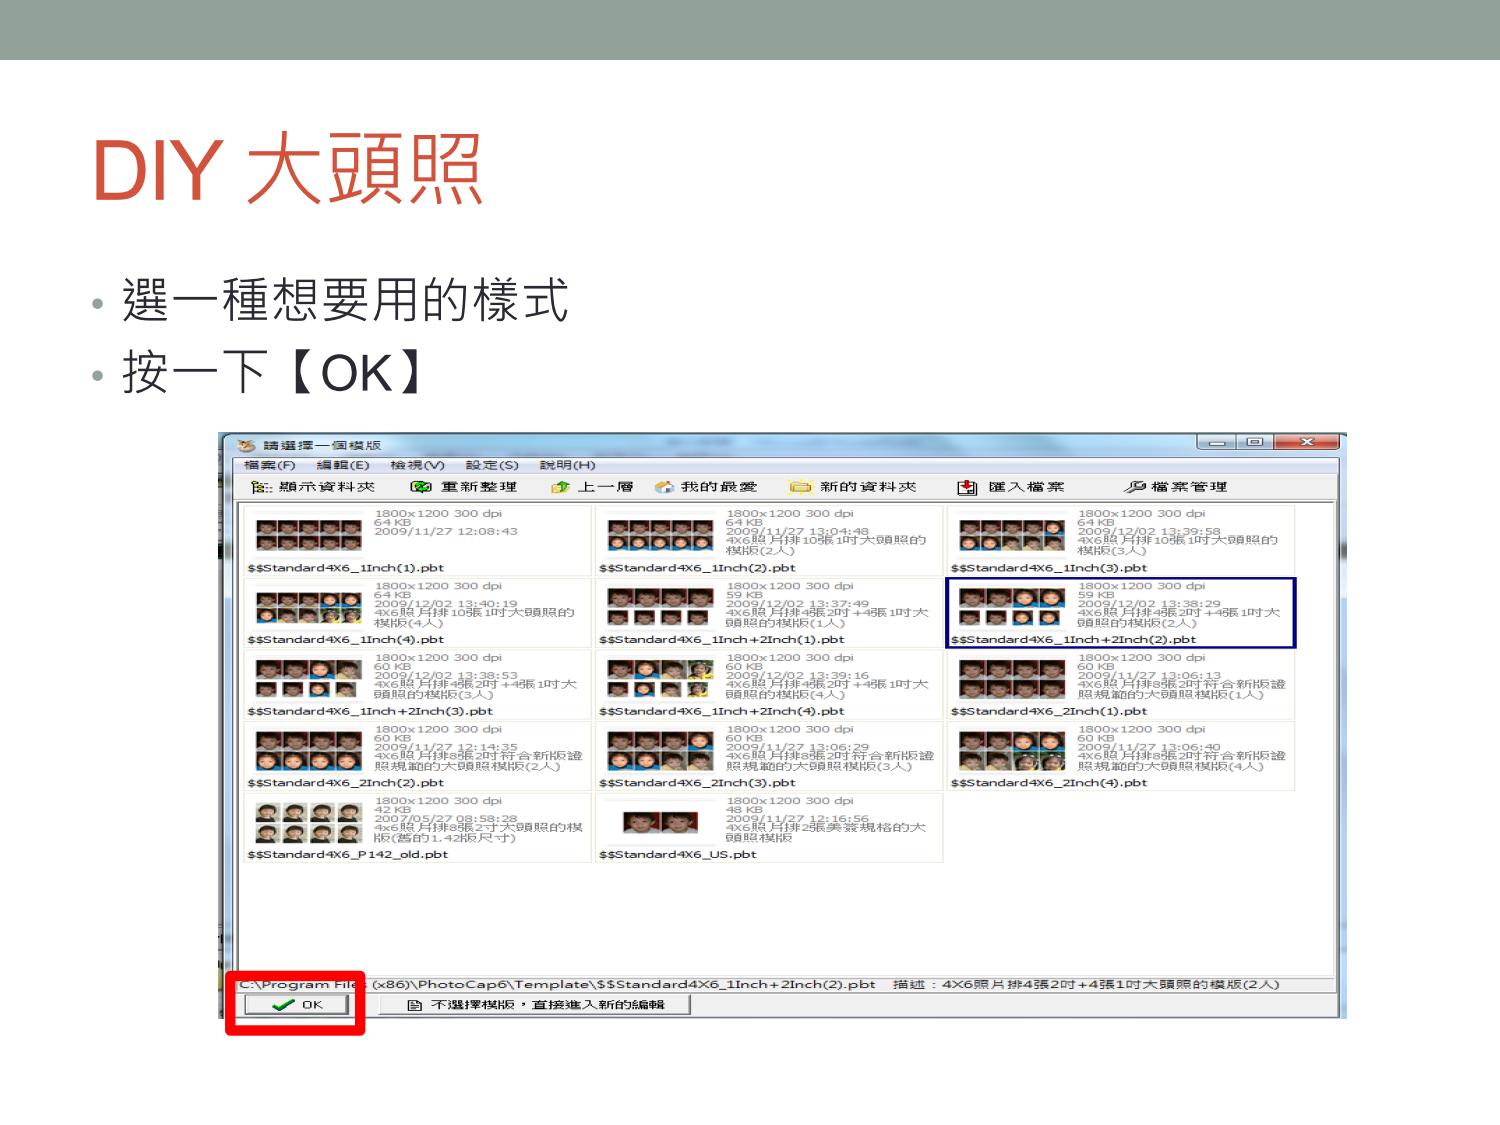 DIY 大頭照
• 選一種想要用的樣式
• 按一下【OK】
請選擇一個模版
檔案(F) 編輯(E) 檢視(V) 設定(S) 說明(H)
顯示資料夾 重新整理 上一層 我的最愛 新的資料夾 匯入檔案 檔案管理
1800x1200 300 dpi
64 KB
2009/11/27 12:08:43
$$Standard4X6_1Inch(1).pbt
1800x1200 300 dpi
64 KB
2009/11/27 13:04:48
4X6照片排10張1吋大頭照的
模版(2人)
$$Standard4X6_1Inch(2).pbt
1800x1200 300 dpi
64 KB
2009/12/02 13:39:58
4X6照片排10張1吋大頭照的
模版(3人)
$$Standard4X6_1Inch(3).pbt
1800x1200 300 dpi
64 KB
2009/12/02 13:40:19
4X6照片排10張1吋大頭照的
模版(4人)
$$Standard4X6_1Inch(4).pbt
1800x1200 300 dpi
59 KB
2009/12/02 13:37:49
4X6照片排4張2吋+4張1吋大
頭照的模版(1人)
$$Standard4X6_1Inch+2Inch(1).pbt
1800x1200 300 dpi
59 KB
2009/12/02 13:38:29
4X6照片排4張2吋+4張1吋大
頭照的模版(2人)
$$Standard4X6_1Inch+2Inch(2).pbt
1800x1200 300 dpi
60 KB
2009/12/02 13:38:53
4X6照片排4張2吋+4張1吋大
頭照的模版(3人)
$$Standard4X6_1Inch+2Inch(3).pbt
1800x1200 300 dpi
60 KB
2009/12/02 13:39:16
4X6照片排4張2吋+4張1吋大
頭照的模版(4人)
$$Standard4X6_1Inch+2Inch(4).pbt
1800x1200 300 dpi
60 KB
2009/11/27 13:06:13
4X6照片排8張2吋符合新版證
照規範的大頭照模版(1人)
$$Standard4X6_2Inch(1).pbt
1800x1200 300 dpi
60 KB
2009/11/27 12:14:35
4X6照片排8張2吋符合新版證
照規範的大頭照模版(2人)
$$Standard4X6_2Inch(2).pbt
1800x1200 300 dpi
60 KB
2009/11/27 13:06:29
4X6照片排8張2吋符合新版證
照規範的大頭照模版(3人)
$$Standard4X6_2Inch(3).pbt
1800x1200 300 dpi
60 KB
2009/11/27 13:06:40
4X6照片排8張2吋符合新版證
照規範的大頭照模版(4人)
$$Standard4X6_2Inch(4).pbt
1800x1200 300 dpi
42 KB
2007/05/27 08:58:28
4x6照片排8張2寸大頭照的模
版(舊的1.42版尺寸)
$$Standard4X6_P142_old.pbt
1800x1200 300 dpi
48 KB
2009/11/27 12:16:56
4X6照片排2張美簽規格的大
頭照模版
$$Standard4X6_US.pbt
C:\Program Files (x86)\PhotoCap6\Template\$$Standard4X6_1Inch+2Inch(2).pbt 描述：4X6照片排4張2吋+4張1吋大頭照的模版(2人)
OK 不選擇模版，直接進入新的編輯